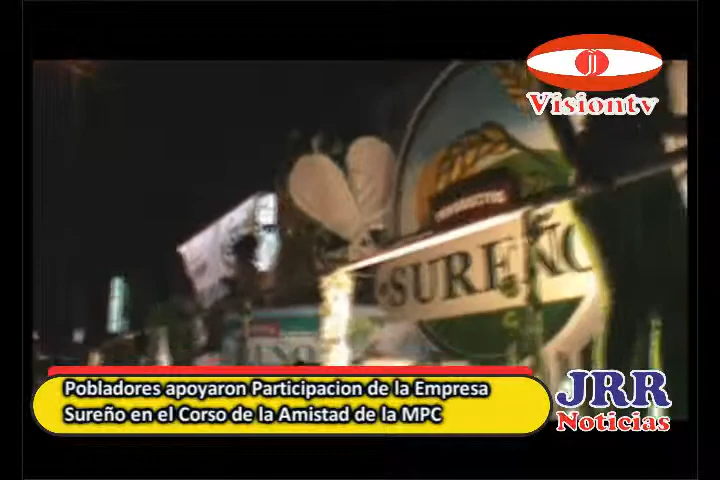 Visiontv
PRODUCTOS
SUREÑO
Pobladores apoyaron Participacion de la Empresa
Sureño en el Corso de la Amistad de la MPC
JRR
Noticias